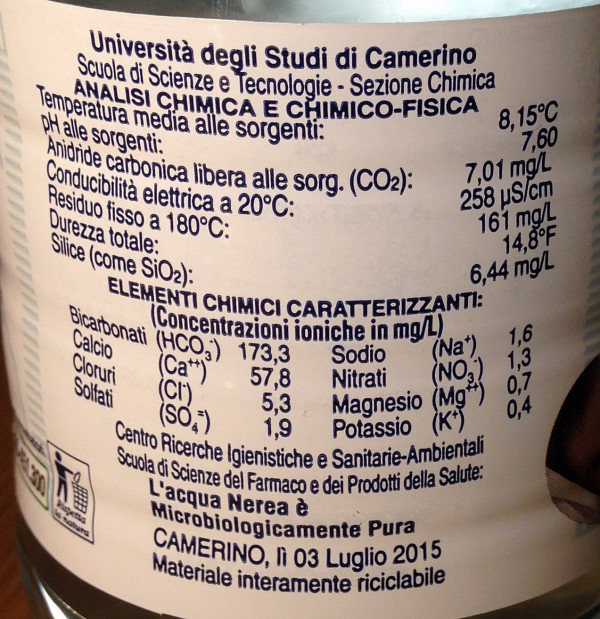 Università degli Studi di Camerino
Scuola di Scienze e Tecnologie - Sezione Chimica
ANALISI CHIMICA E CHIMICO-FISICA
Temperatura media alle sorgenti: 8,15°C
pH alle sorgenti: 7,60
Anidride carbonica libera alle sorg. (CO₂): 7,01 mg/L
Conducibilità elettrica a 20°C: 258 µS/cm
Residuo fisso a 180°C: 161 mg/L
Durezza totale: 14,8°F
Silice (come SiO₂): 6,44 mg/L
ELEMENTI CHIMICI CARATTERIZZANTI:
(Concentrazioni ioniche in mg/L)
Bicarbonati (HCO₃⁻) 173,3 Sodio (Na⁺) 1,6
Calcio (Ca⁺⁺) 57,8 Nitrati (NO₃⁻) 1,3
Cloruri (Cl⁻) 5,3 Magnesio (Mg⁺⁺) 0,7
Solfati (SO₄⁼) 1,9 Potassio (K⁺) 0,4
Centro Ricerche Igienistiche e Sanitarie-Ambientali
Scuola di Scienze del Farmaco e dei Prodotti della Salute:
L'acqua Nerea è
Microbiologicamente Pura
CAMERINO, lì 03 Luglio 2015
Materiale interamente riciclabile
Rispetta
la natura